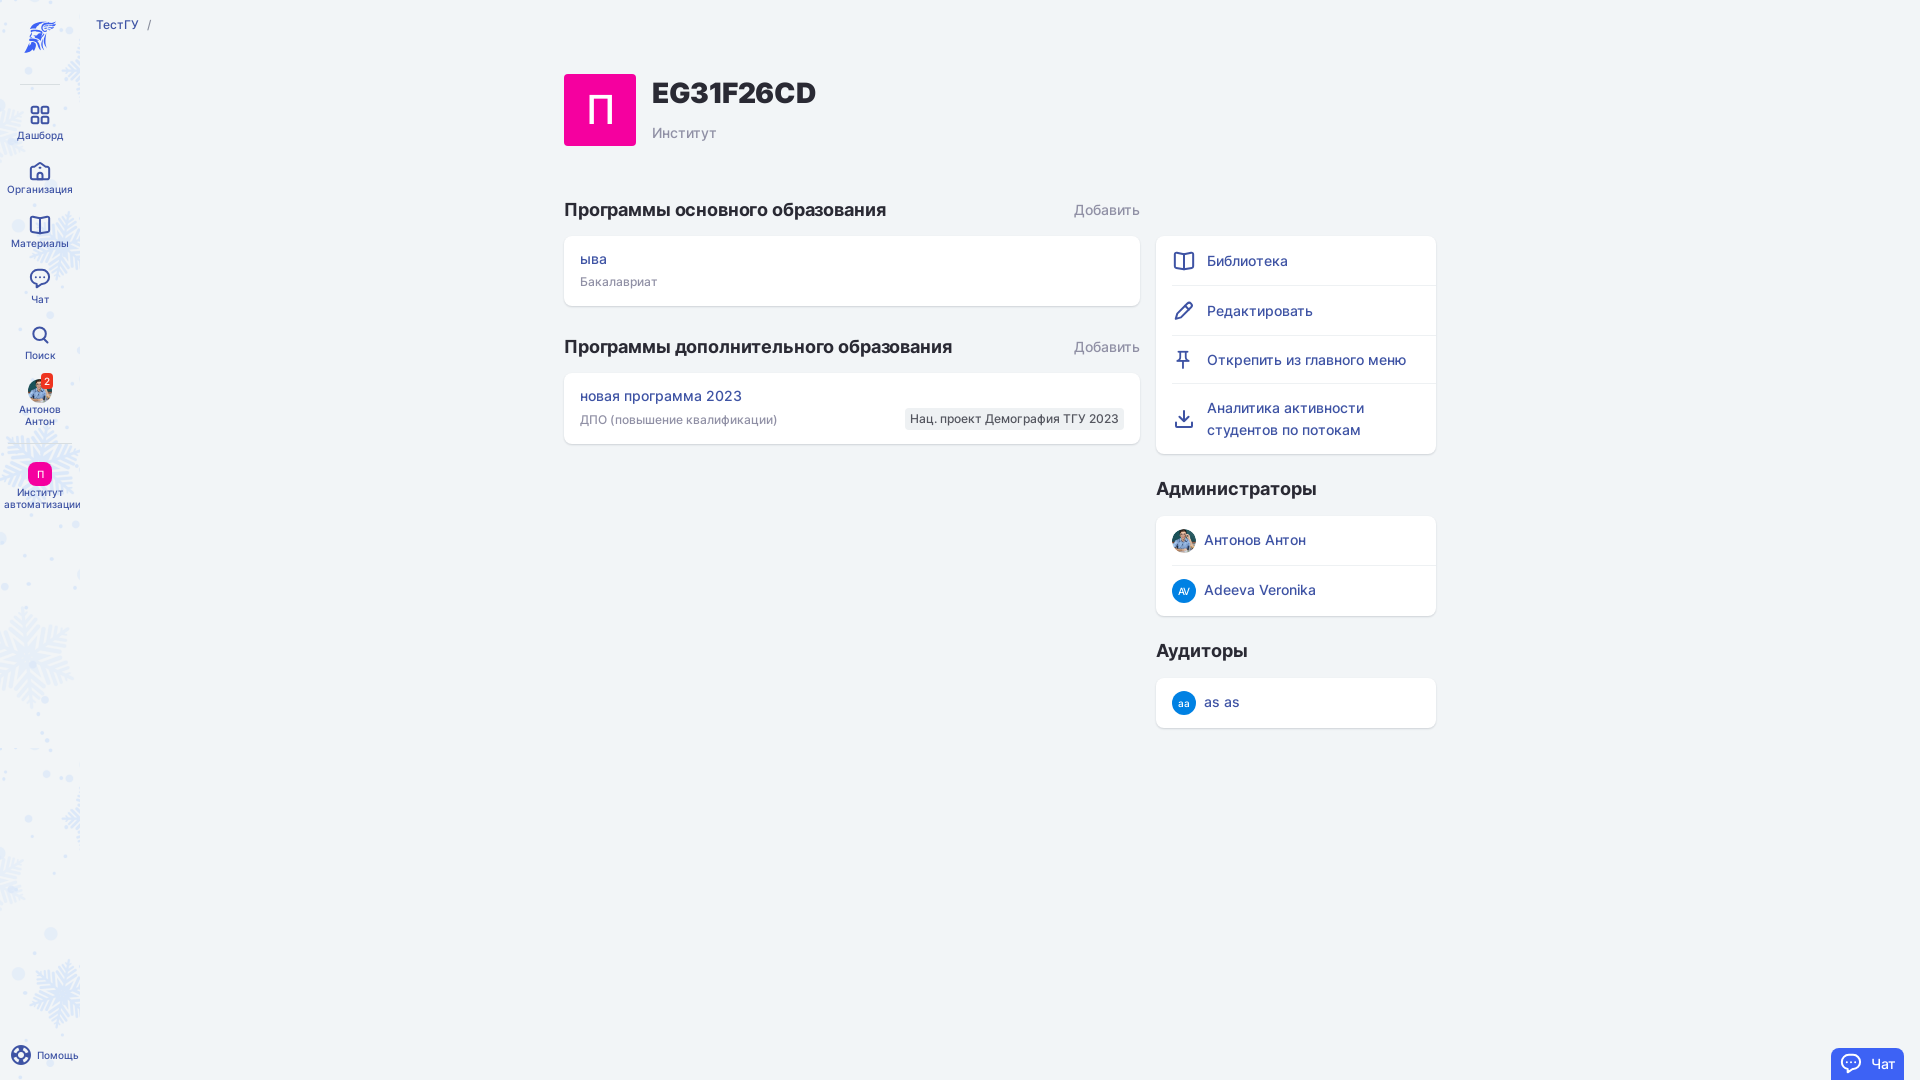 ТестГУ /
Дашборд
Организация
Материалы
Чат
Поиск
2
Антонов
Антон
П
Институт
автоматизации
Помощь
П
EG31F26CD
Институт
Программы основного образования
Добавить
ыва
Бакалавриат
Программы дополнительного образования
Добавить
новая программа 2023
ДПО (повышение квалификации)
Нац. проект Демография ТГУ 2023
Библиотека
Редактировать
Открепить из главного меню
Аналитика активности
студентов по потокам
Администраторы
Антонов Антон
AV
Adeeva Veronika
Аудиторы
aa
as as
Чат